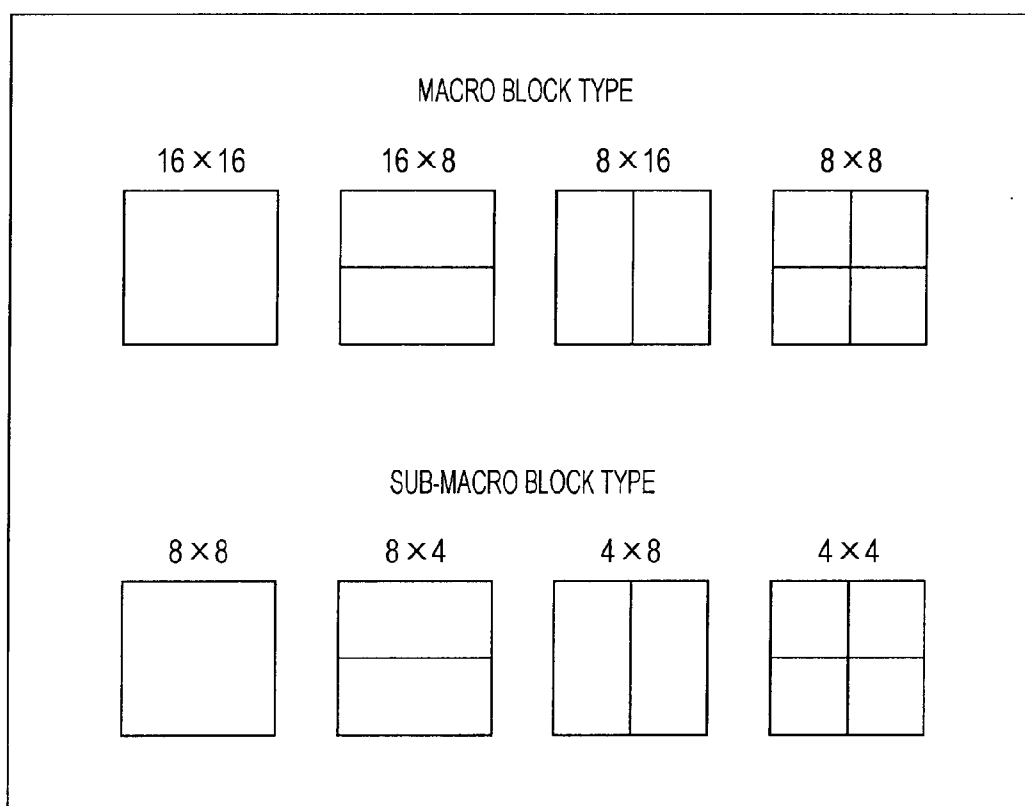 MACRO BLOCK TYPE
16 × 16 16 × 8 8 × 16 8 × 8
SUB-MACRO BLOCK TYPE
8 × 8 8 × 4 4 × 8 4 × 4